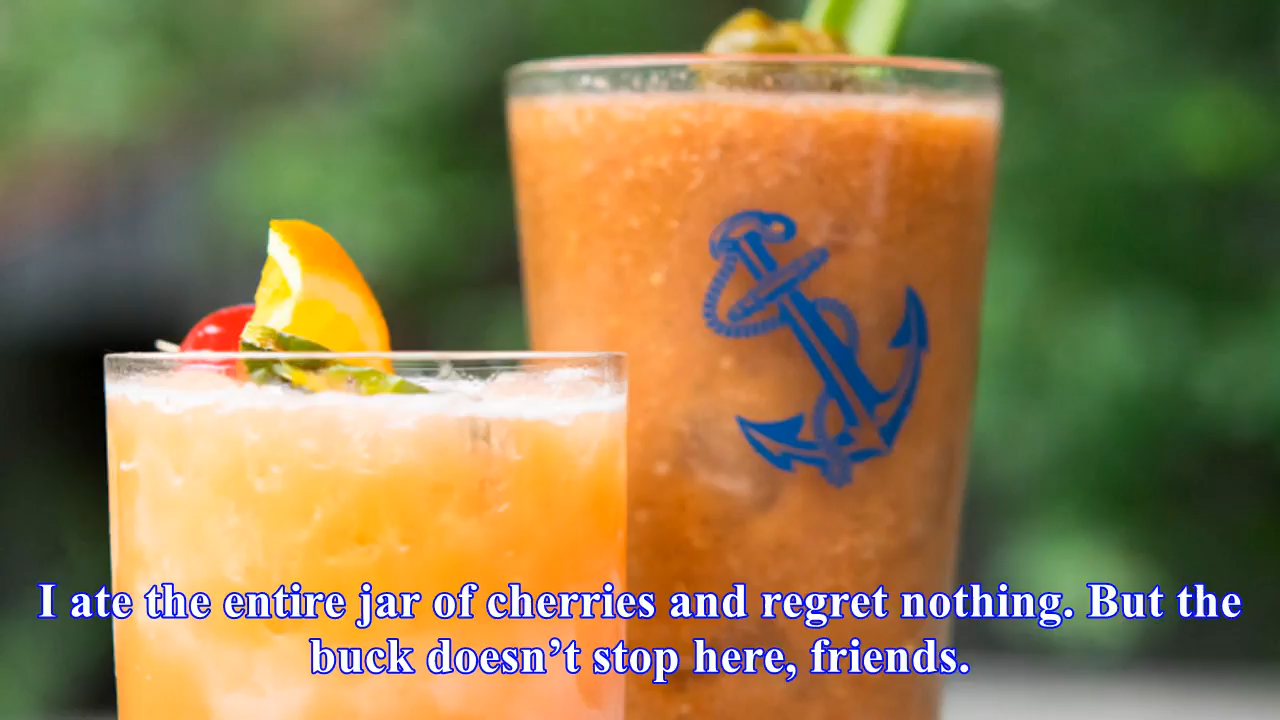 I ate the entire jar of cherries and regret nothing. But the
buck doesn’t stop here, friends.